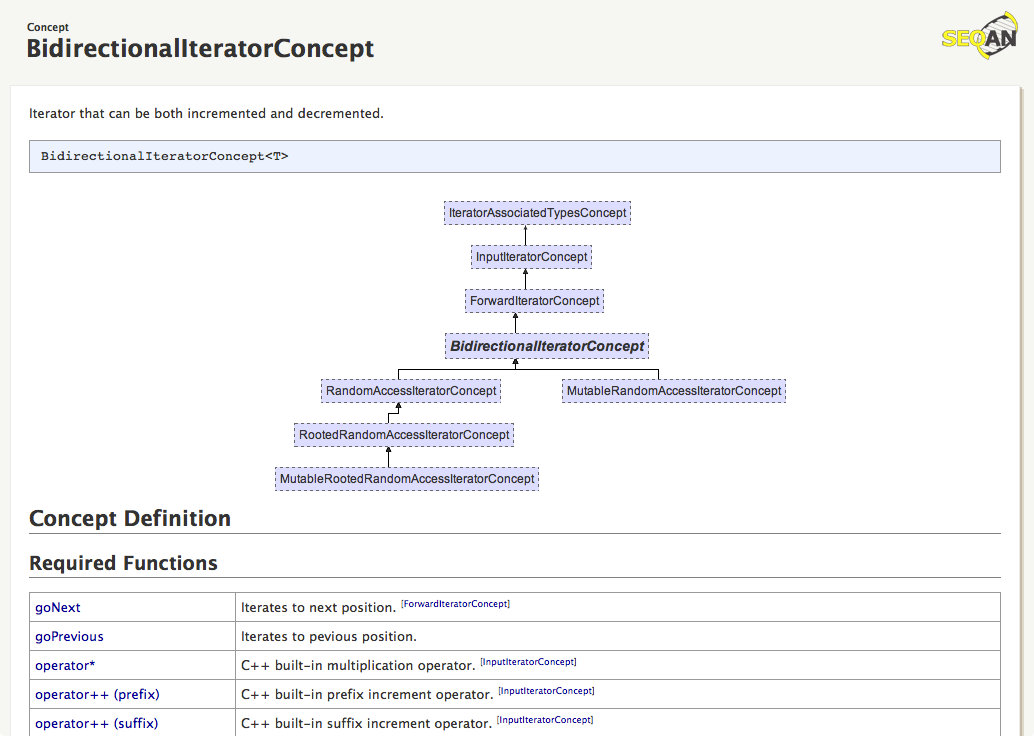 Concept
BidirectionalIteratorConcept
SEQAN
Iterator that can be both incremented and decremented.
BidirectionalIteratorConcept<T>
IteratorAssociatedTypesConcept
InputIteratorConcept
ForwardIteratorConcept
BidirectionalIteratorConcept
RandomAccessIteratorConcept MutableRandomAccessIteratorConcept
RootedRandomAccessIteratorConcept
MutableRootedRandomAccessIteratorConcept
Concept Definition
Required Functions
goNext Iterates to next position. [ForwardIteratorConcept]
goPrevious Iterates to pevious position.
operator* C++ built-in multiplication operator. [InputIteratorConcept]
operator++ (prefix) C++ built-in prefix increment operator. [InputIteratorConcept]
operator++ (suffix) C++ built-in suffix increment operator. [InputIteratorConcept]